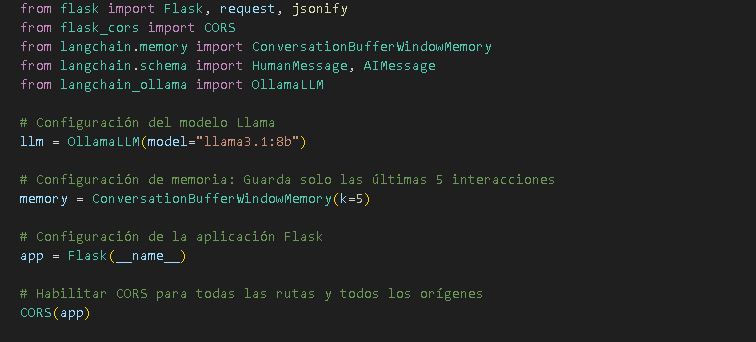 from flask import Flask, request, jsonify
from flask_cors import CORS
from langchain.memory import ConversationBufferWindowMemory
from langchain.schema import HumanMessage, AIMessage
from langchain_ollama import OllamaLLM
# Configuración del modelo Llama
llm = OllamaLLM(model="llama3.1:8b")
# Configuración de memoria: Guarda solo las últimas 5 interacciones
memory = ConversationBufferWindowMemory(k=5)
# Configuración de la aplicación Flask
app = Flask(__name__)
# Habilitar CORS para todas las rutas y todos los orígenes
CORS(app)